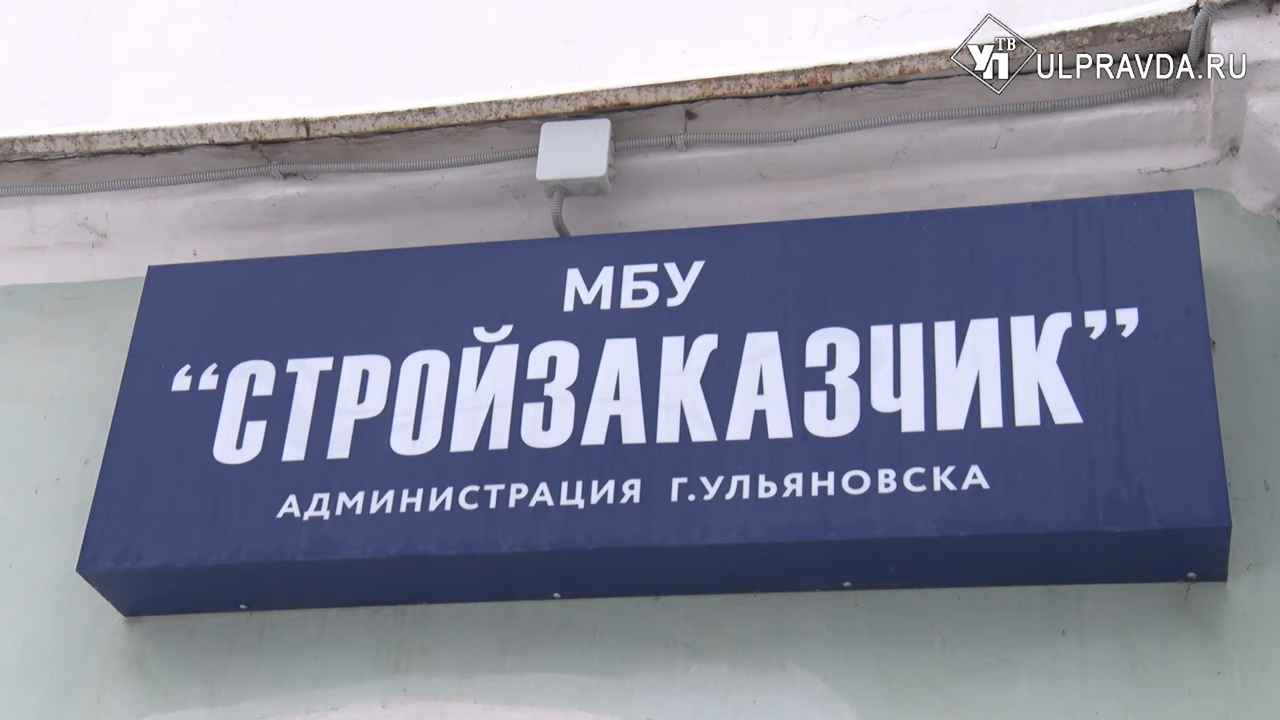 УП ТВ ULPRAVDA.RU
МБУ
“СТРОЙЗАКАЗЧИК”
АДМИНИСТРАЦИЯ Г.УЛЬЯНОВСКА